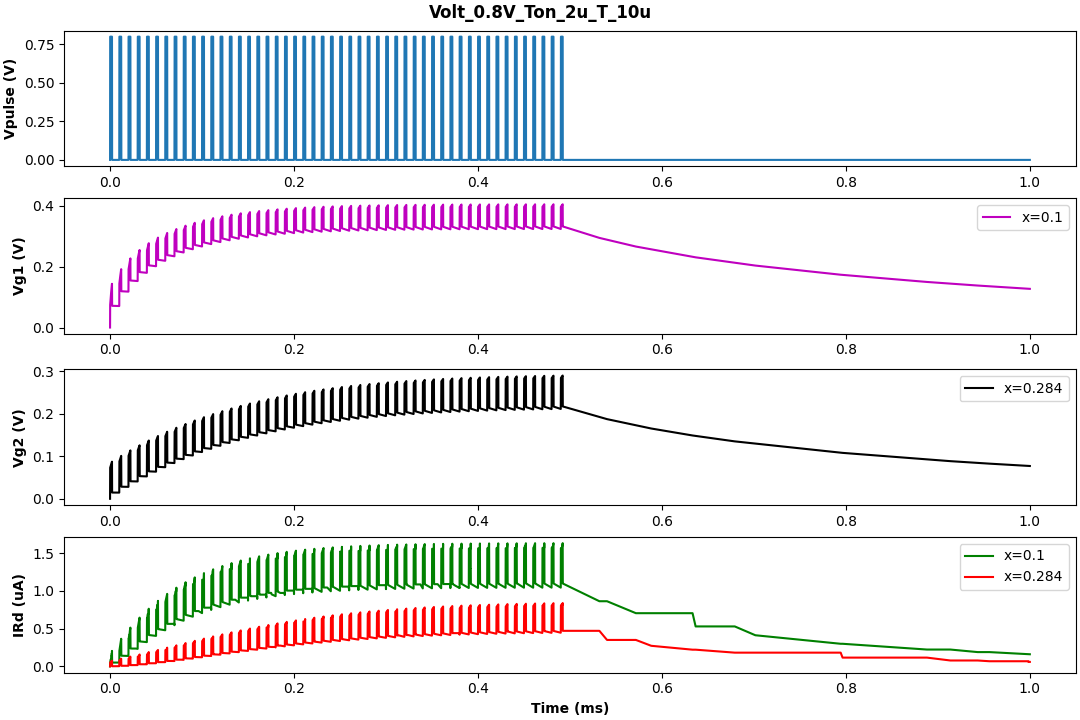 Volt_0.8V_Ton_2u_T_10u
Vpulse (V)
0.75
0.50
0.25
0.00
0.0 0.2 0.4 0.6 0.8 1.0
Vg1 (V)
0.4
0.2
0.0
x=0.1
0.0 0.2 0.4 0.6 0.8 1.0
Vg2 (V)
0.3
0.2
0.1
0.0
x=0.284
0.0 0.2 0.4 0.6 0.8 1.0
IRd (uA)
1.5
1.0
0.5
0.0
x=0.1
x=0.284
0.0 0.2 0.4 0.6 0.8 1.0
Time (ms)